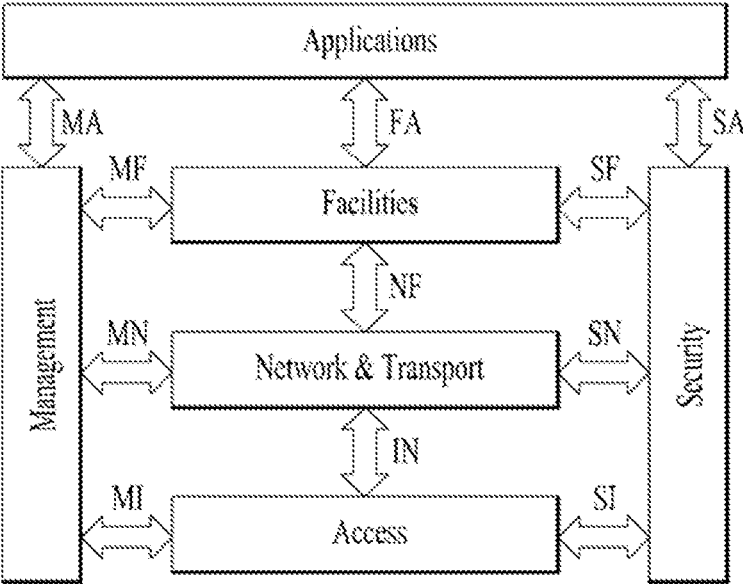 Applications
MA
FA
SA
MF
Facilities
SF
NF
Management
MN
Network & Transport
SN
Security
IN
MI
Access
SI